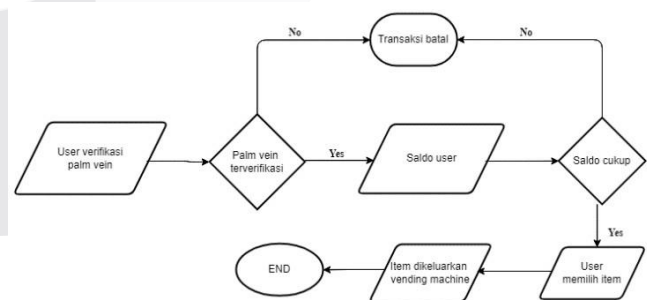 No
Transaksi batal
No
User verifikasi
palm vein
Palm vein
terverifikasi
Yes
Saldo user
Saldo cukup
Yes
END
Item dikeluarkan
vending machine
User
memilih item